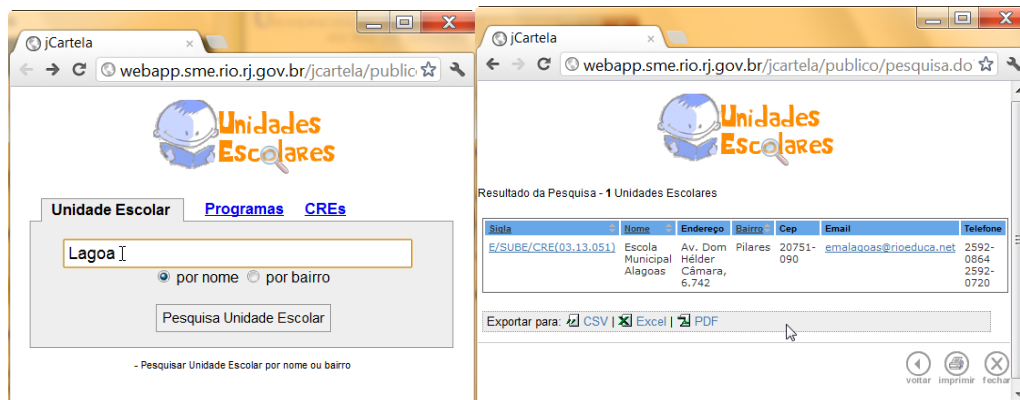 jCartela
webapp.sme.rio.rj.gov.br/jcartela/public
Unidades
Escolares
Unidade Escolar Programas CREs
Lagoa
por nome por bairro
Pesquisa Unidade Escolar
- Pesquisar Unidade Escolar por nome ou bairro
jCartela
webapp.sme.rio.rj.gov.br/jcartela/publico/pesquisa.do
Unidades
Escolares
Resultado da Pesquisa - 1 Unidades Escolares
Sigla Nome Endereço Bairro Cep Email Telefone
E/SUBE/CRE(03.13.051) Escola Av. Dom Pilares 20751- emalagoas@rioeduca.net 2592-
Municipal Hélder 090 0864
Alagoas Câmara, 2592-
6.742 0720
Exportar para: CSV | Excel | PDF
voltar imprimir fechar